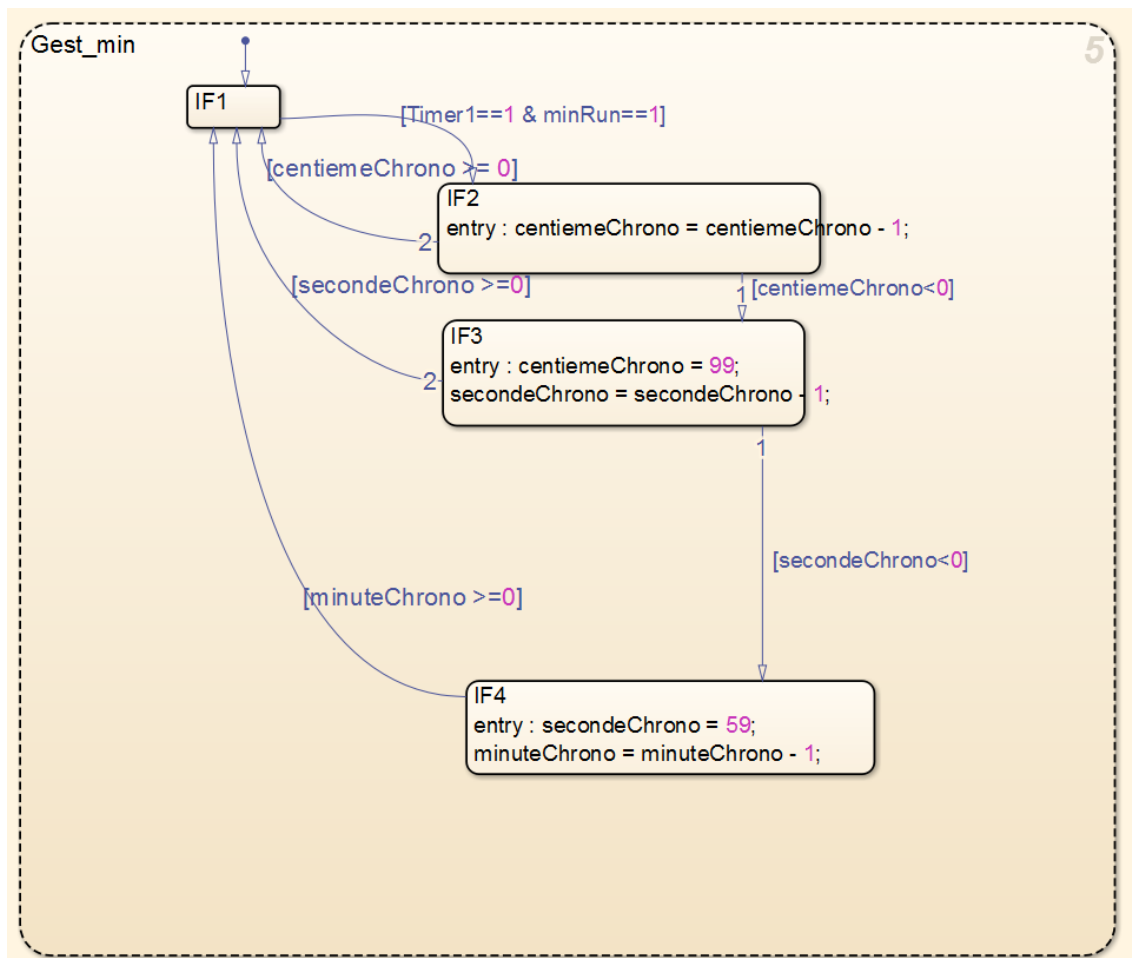 Gest_min
5
IF1
[Timer1==1 & minRun==1]
[centiemeChrono >= 0]
IF2
entry : centiemeChrono = centiemeChrono - 1;
2
[secondeChrono >=0]
1
[centiemeChrono<0]
IF3
entry : centiemeChrono = 99;
2
secondeChrono = secondeChrono - 1;
1
[secondeChrono<0]
[minuteChrono >=0]
IF4
entry : secondeChrono = 59;
minuteChrono = minuteChrono - 1;